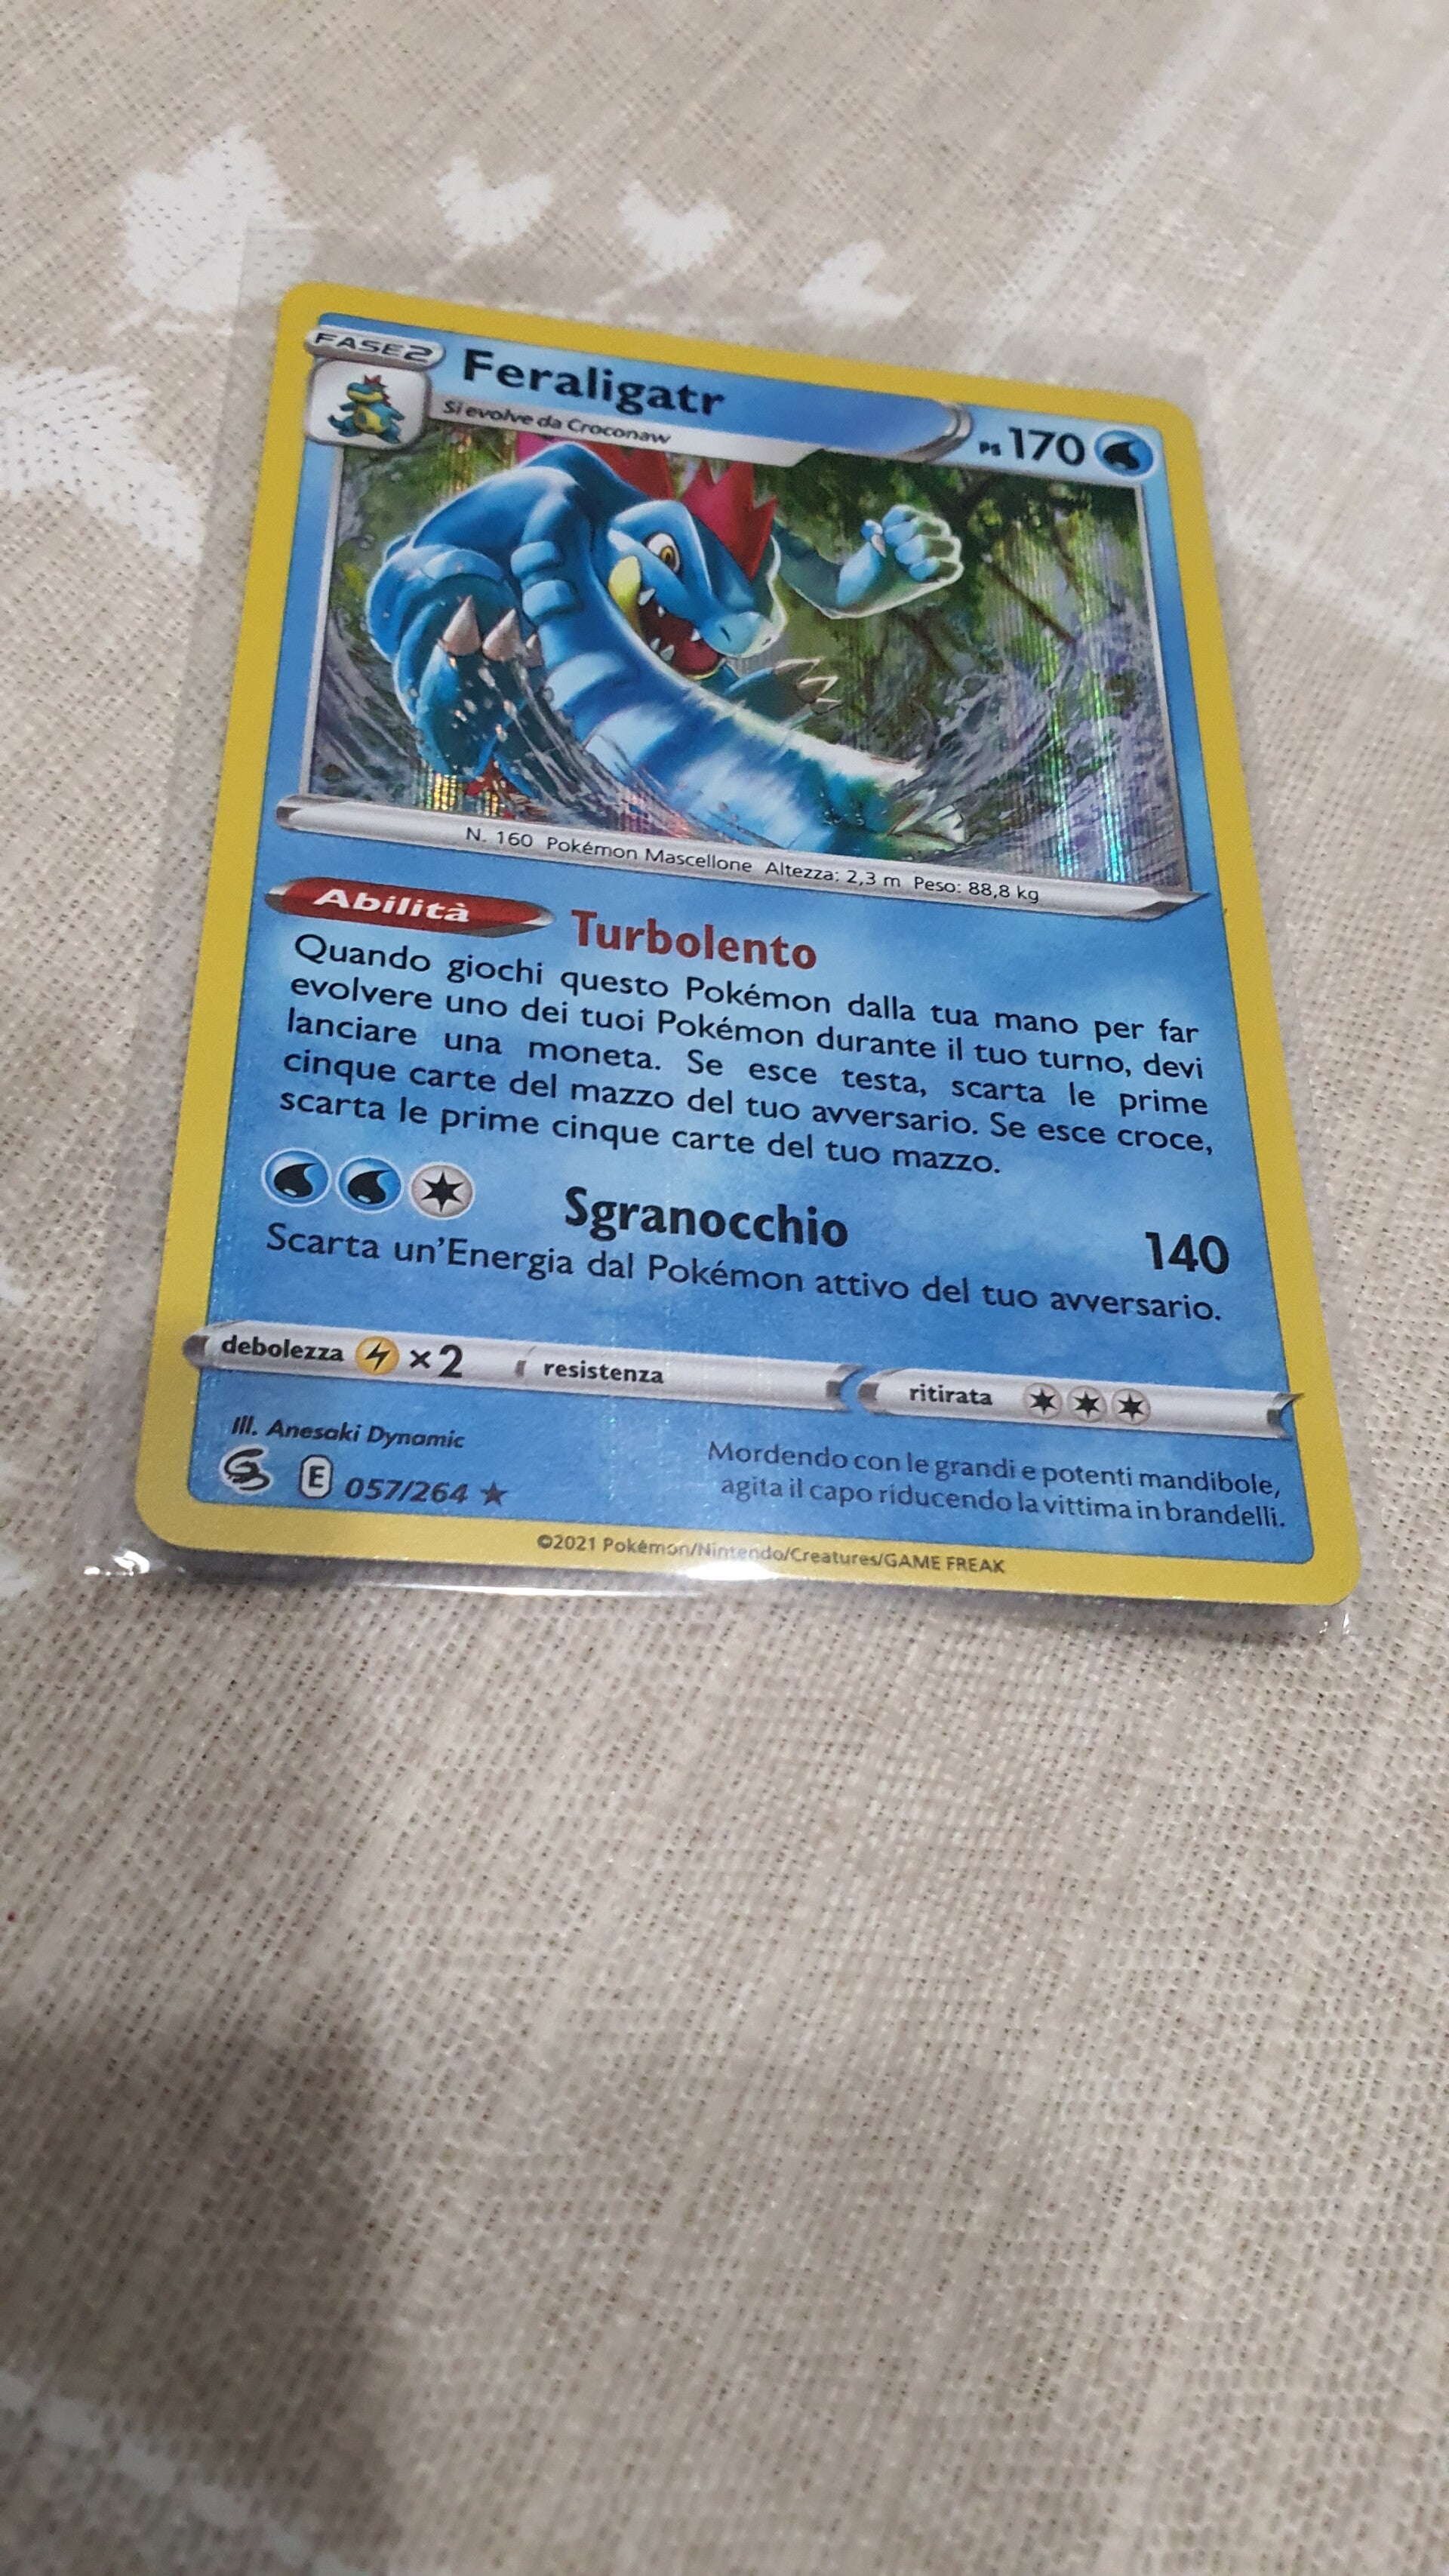 FASE 2
Feraligatr
Si evolve da Croconaw
PS 170
N. 160 Pokémon Mascellone Altezza: 2,3 m Peso: 88,8 kg
Abilità Turbolento
Quando giochi questo Pokémon dalla tua mano per far
evolvere uno dei tuoi Pokémon durante il tuo turno, devi
lanciare una moneta. Se esce testa, scarta le prime
cinque carte del mazzo del tuo avversario. Se esce croce,
scarta le prime cinque carte del tuo mazzo.
Sgranocchio 140
Scarta un'Energia dal Pokémon attivo del tuo avversario.
debolezza ×2 resistenza ritirata
Ill. Anesaki Dynamic
E 057/264 ★
Mordendo con le grandi e potenti mandibole,
agita il capo riducendo la vittima in brandelli.
©2021 Pokémon/Nintendo/Creatures/GAME FREAK